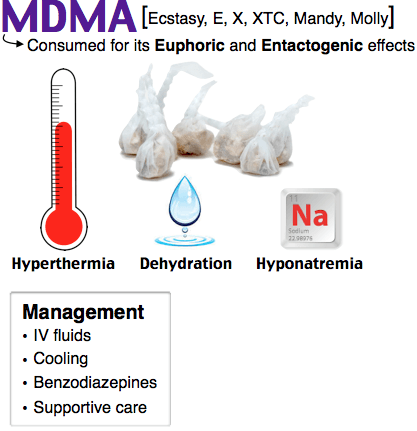 MDMA [Ecstasy, E, X, XTC, Mandy, Molly]
Consumed for its Euphoric and Entactogenic effects
11
Na
Sodium
22.98976
Hyperthermia Dehydration Hyponatremia
Management
• IV fluids
• Cooling
• Benzodiazepines
• Supportive care